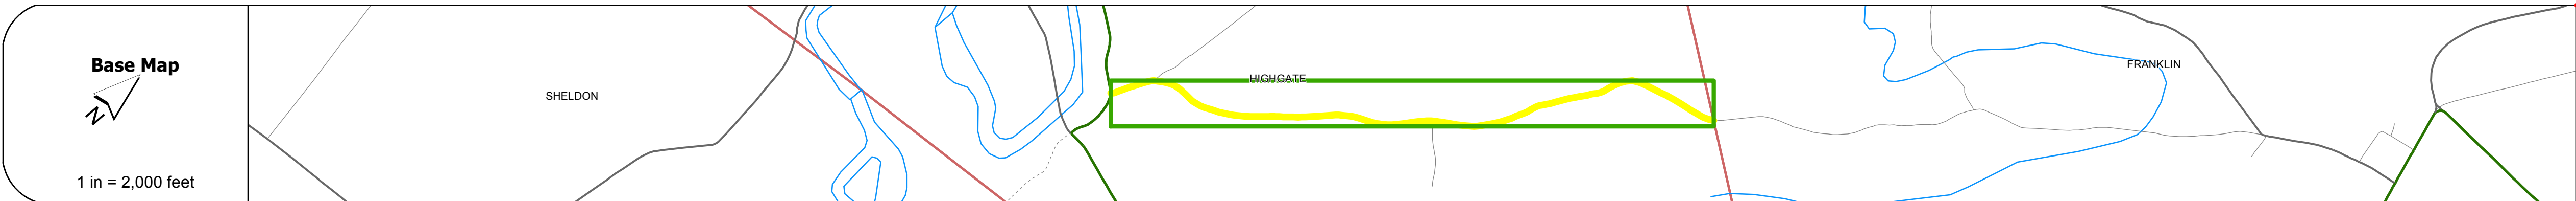 Base Map
N
1 in = 2,000 feet
SHELDON
HIGHGATE
FRANKLIN